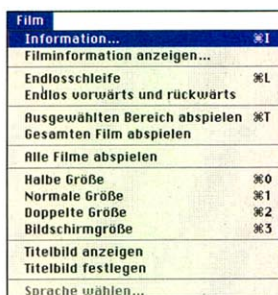 Film
Information... ⌘I
Filminformation anzeigen...
Endlosschleife ⌘L
Endlos vorwärts und rückwärts
Ausgewählten Bereich abspielen ⌘T
Gesamten Film abspielen
Alle Filme abspielen
Halbe Größe ⌘0
Normale Größe ⌘1
Doppelte Größe ⌘2
Bildschirmgröße ⌘3
Titelbild anzeigen
Titelbild festlegen
Sprache wählen...